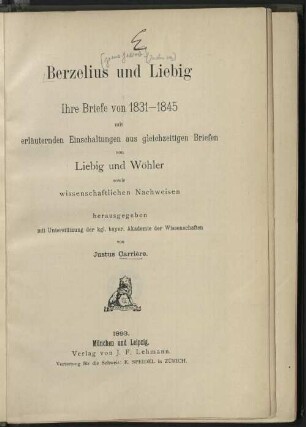 Berzelius und Liebig
Ihre Briefe von 1831—1845
mit
erläuternden Einschaltungen aus gleichzeitigen Briefen
von
Liebig und Wöhler
sowie
wissenschaftlichen Nachweisen
herausgegeben
mit Unterstützung der kgl. bayer. Akademie der Wissenschaften
von
Justus Carrière.
1893.
München und Leipzig.
Verlag von J. F. Lehmann.
Vertretung für die Schweiz: E. SPEIDEL in ZÜRICH.